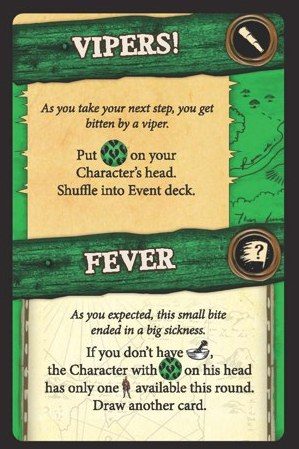 VIPERS!
As you take your next step, you get
bitten by a viper.
Put on your
Character's head.
Shuffle into Event deck.
FEVER
?
As you expected, this small bite
ended in a big sickness.
If you don't have ,
the Character with on his head
has only one available this round.
Draw another card.